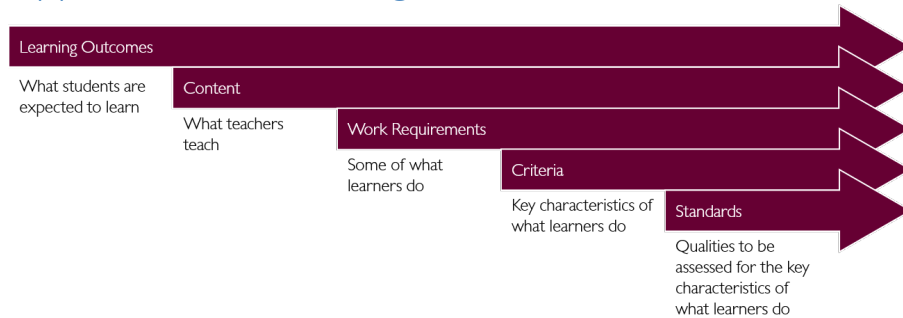 Learning Outcomes
What students are
expected to learn
Content
What teachers
teach
Work Requirements
Some of what
learners do
Criteria
Key characteristics of
what learners do
Standards
Qualities to be
assessed for the key
characteristics of
what learners do